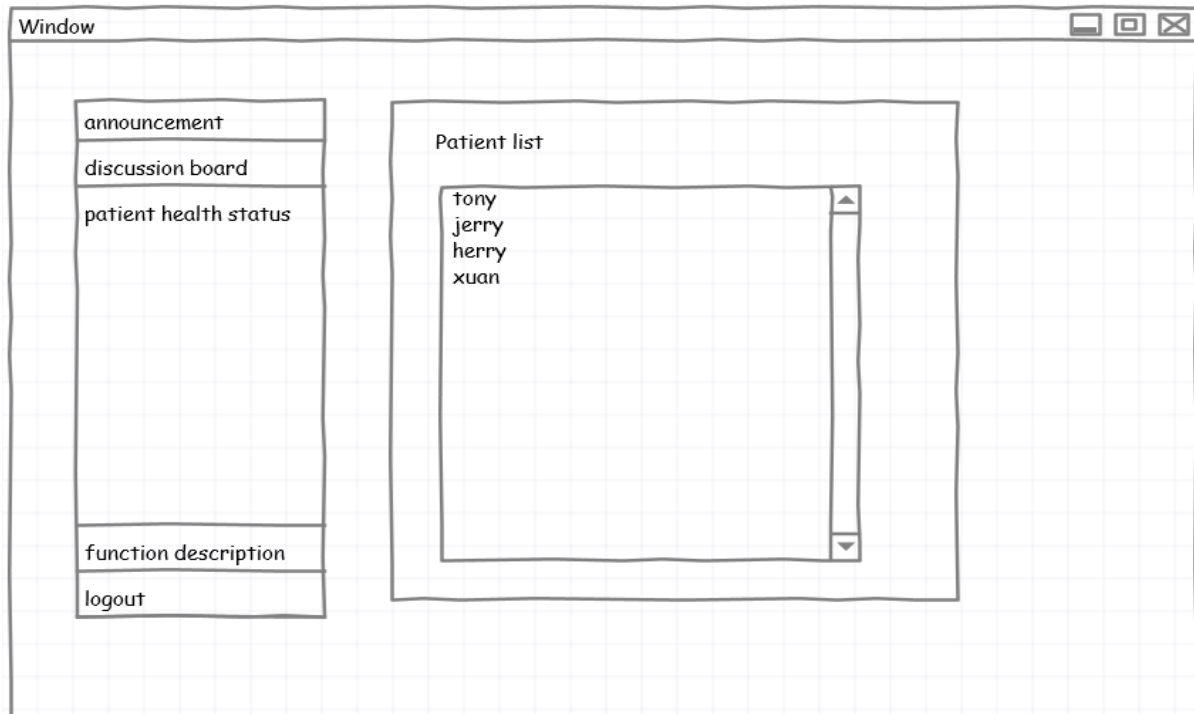 Window
announcement
discussion board
patient health status
function description
logout
Patient list
tony
jerry
herry
xuan